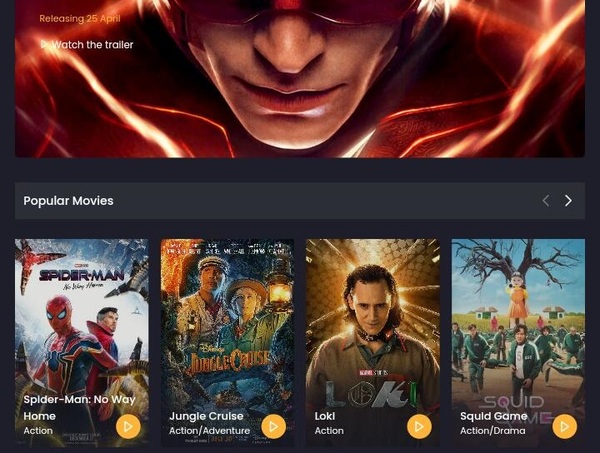 Releasing 25 April
Watch the trailer
Popular Movies
SPIDER-MAN
No Way Home
Spider-Man: No Way
Home
Action
Disney
JUNGLE CRUISE
Jungle Cruise
Action/Adventure
MARVEL STUDIOS
LOKI
Loki
Action
SQUID
GAME
Squid Game
Action/Drama